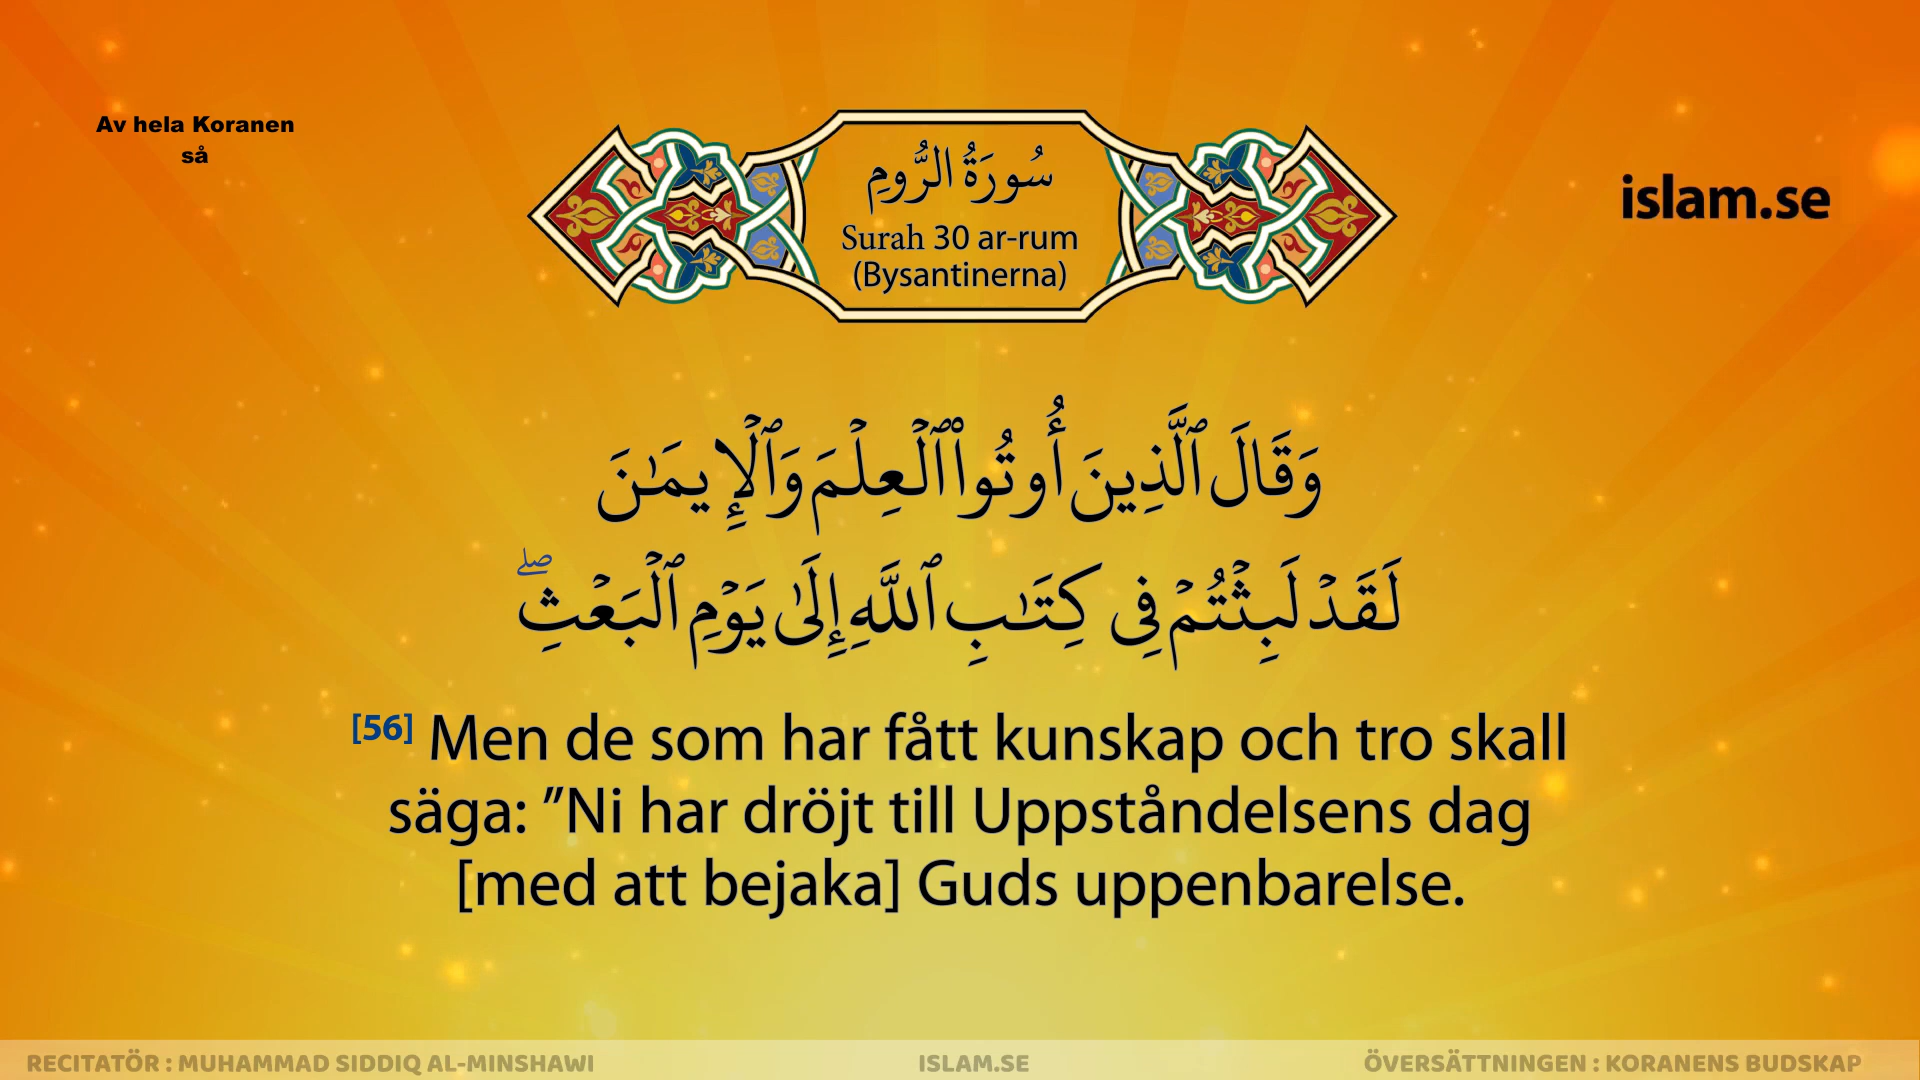 Av hela Koranen
så
سُورَةُ الرُّومِ
Surah 30 ar-rum
(Bysantinerna)
islam.se
وَقَالَ ٱلَّذِينَ أُوتُوا۟ ٱلْعِلْمَ وَٱلْإِيمَـٰنَ
لَقَدْ لَبِثْتُمْ فِى كِتَـٰبِ ٱللَّهِ إِلَىٰ يَوْمِ ٱلْبَعْثِ ۖ
[56] Men de som har fått kunskap och tro skall
säga: ”Ni har dröjt till Uppståndelsens dag
[med att bejaka] Guds uppenbarelse.
RECITATÖR : MUHAMMAD SIDDIQ AL-MINSHAWI
ISLAM.SE
ÖVERSÄTTNINGEN : KORANENS BUDSKAP